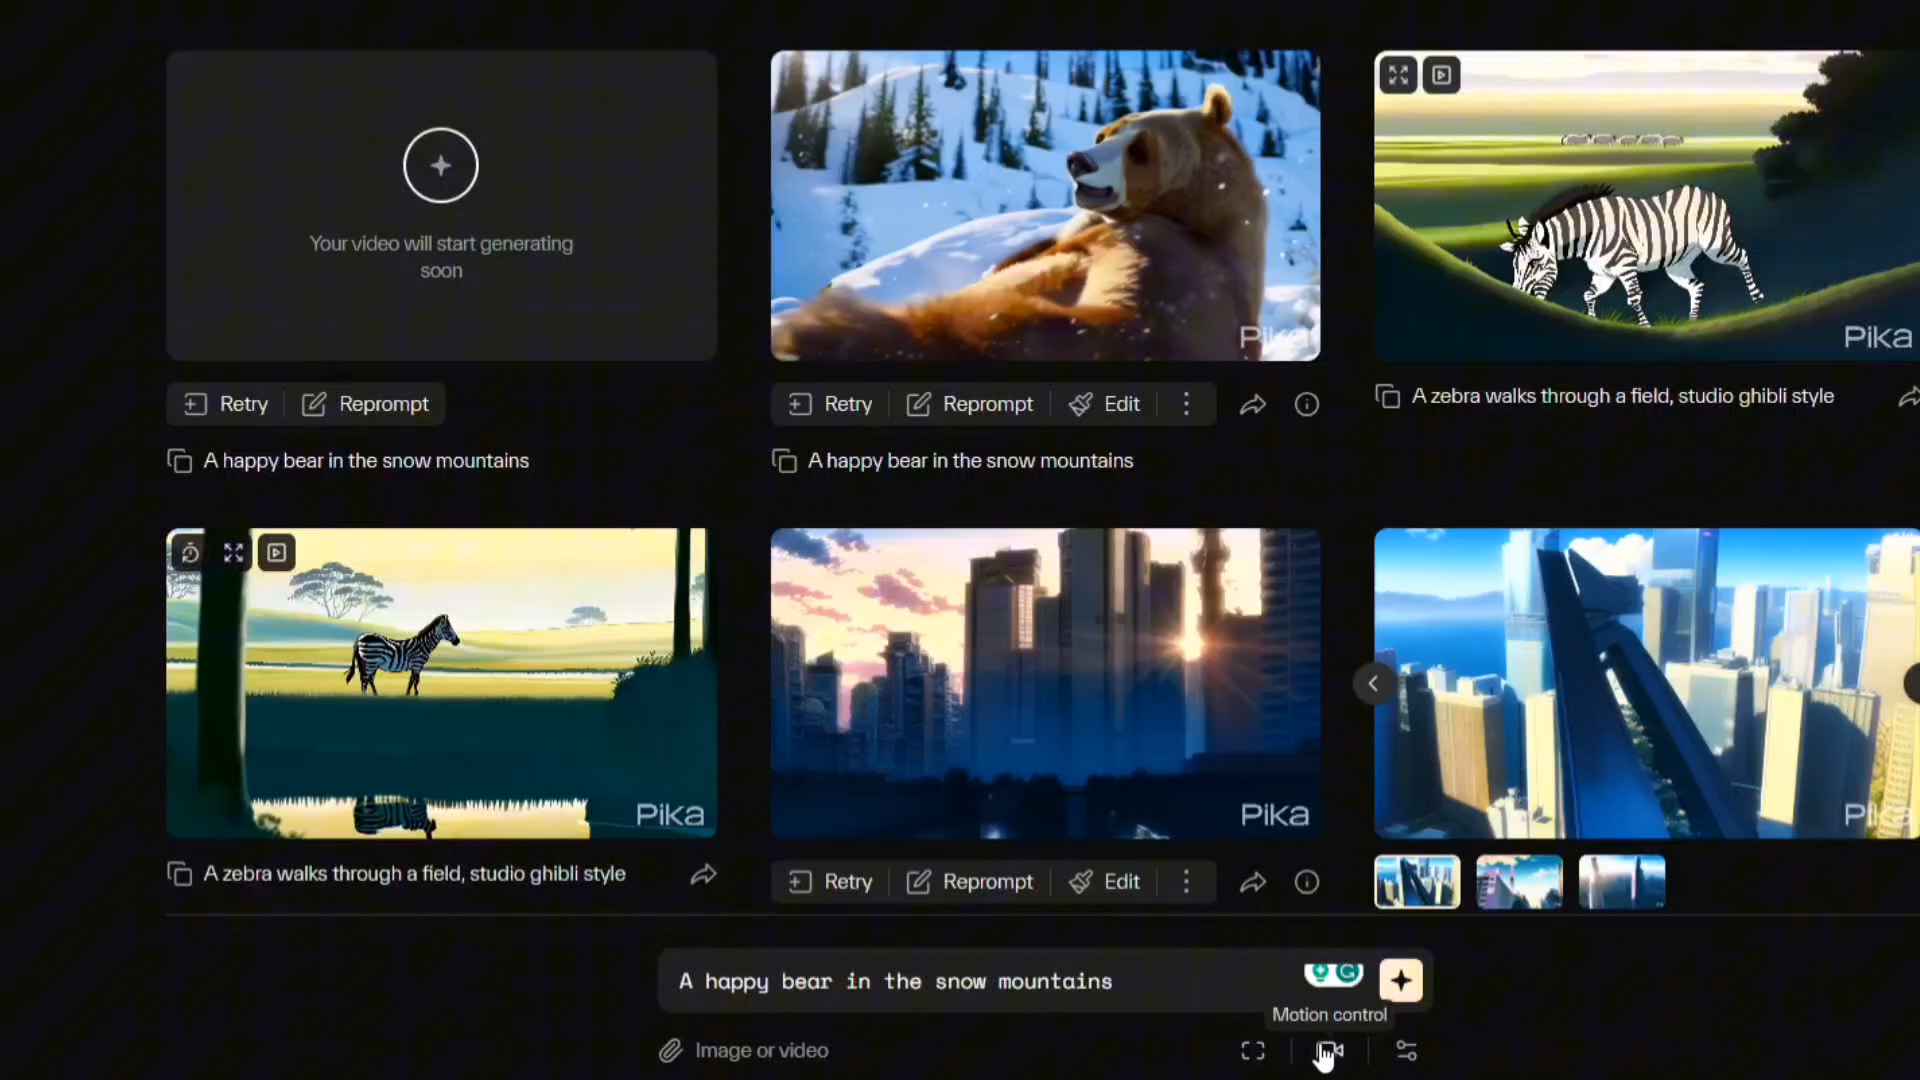 Your video will start generating
soon
Pika
Pika
Retry
Reprompt
Retry
Reprompt
Edit
A zebra walks through a field, studio ghibli style
A happy bear in the snow mountains
A happy bear in the snow mountains
Pika
Pika
Pika
A zebra walks through a field, studio ghibli style
Retry
Reprompt
Edit
A happy bear in the snow mountains
Motion control
Image or video